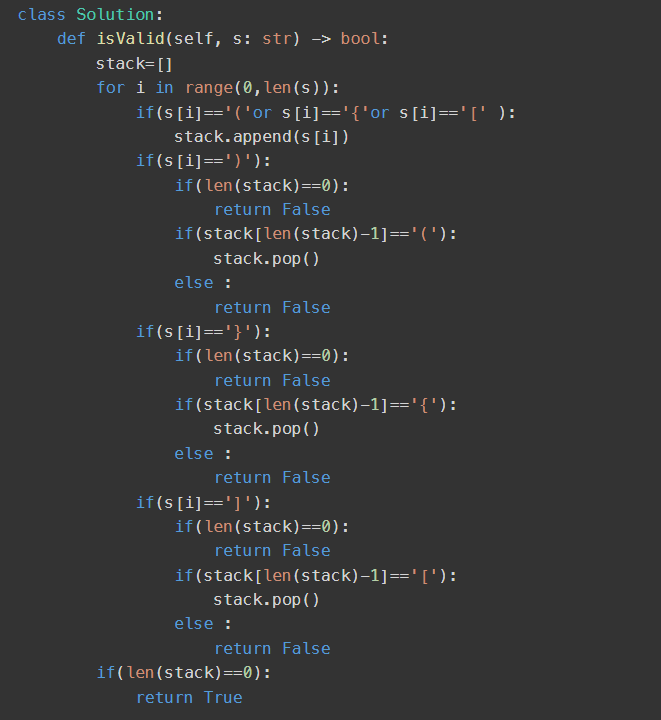 class Solution:
    def isValid(self, s: str) -> bool:
        stack=[]
        for i in range(0,len(s)):
            if(s[i]=='('or s[i]=='{'or s[i]=='[' ):
                stack.append(s[i])
            if(s[i]==')'):
                if(len(stack)==0):
                    return False
                if(stack[len(stack)-1]=='('):
                    stack.pop()
                else :
                    return False
            if(s[i]=='}'):
                if(len(stack)==0):
                    return False
                if(stack[len(stack)-1]=='{'):
                    stack.pop()
                else :
                    return False
            if(s[i]==']'):
                if(len(stack)==0):
                    return False
                if(stack[len(stack)-1]=='['):
                    stack.pop()
                else :
                    return False
        if(len(stack)==0):
            return True